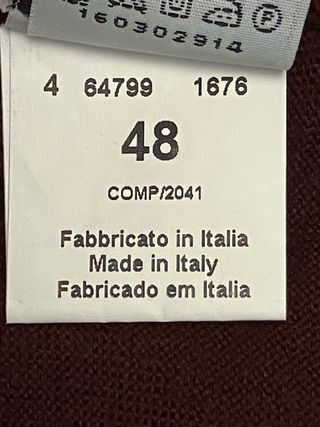 160302914
4 64799 1676
48
COMP/2041
Fabbricato in Italia
Made in Italy
Fabricado em Italia